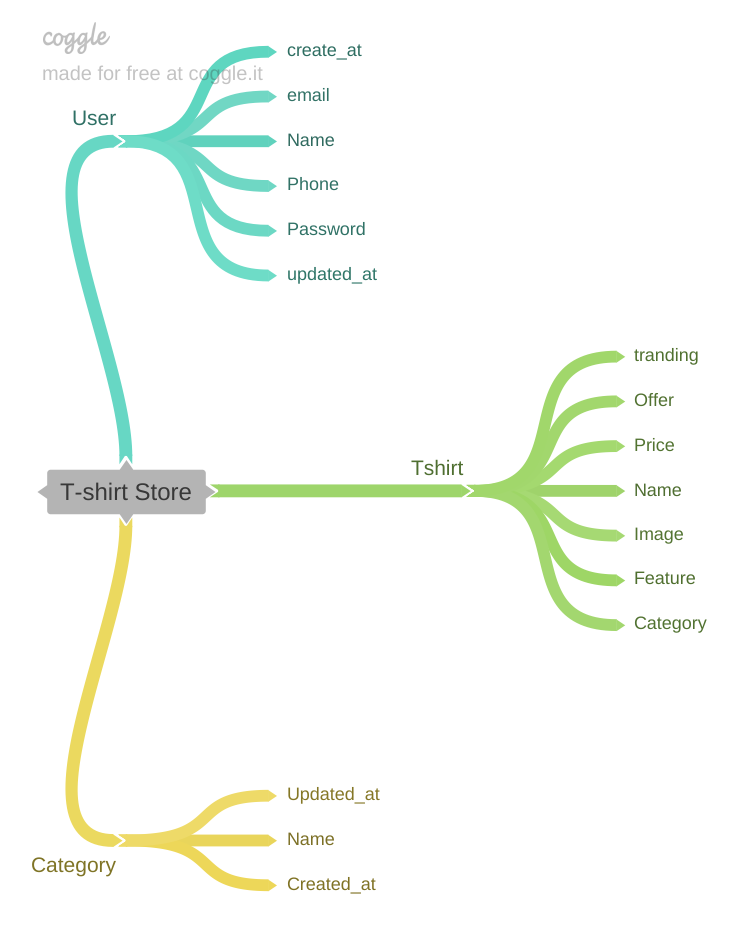 coggle
made for free at coggle.it
User
create_at
email
Name
Phone
Password
updated_at
T-shirt Store
Tshirt
tranding
Offer
Price
Name
Image
Feature
Category
Category
Updated_at
Name
Created_at